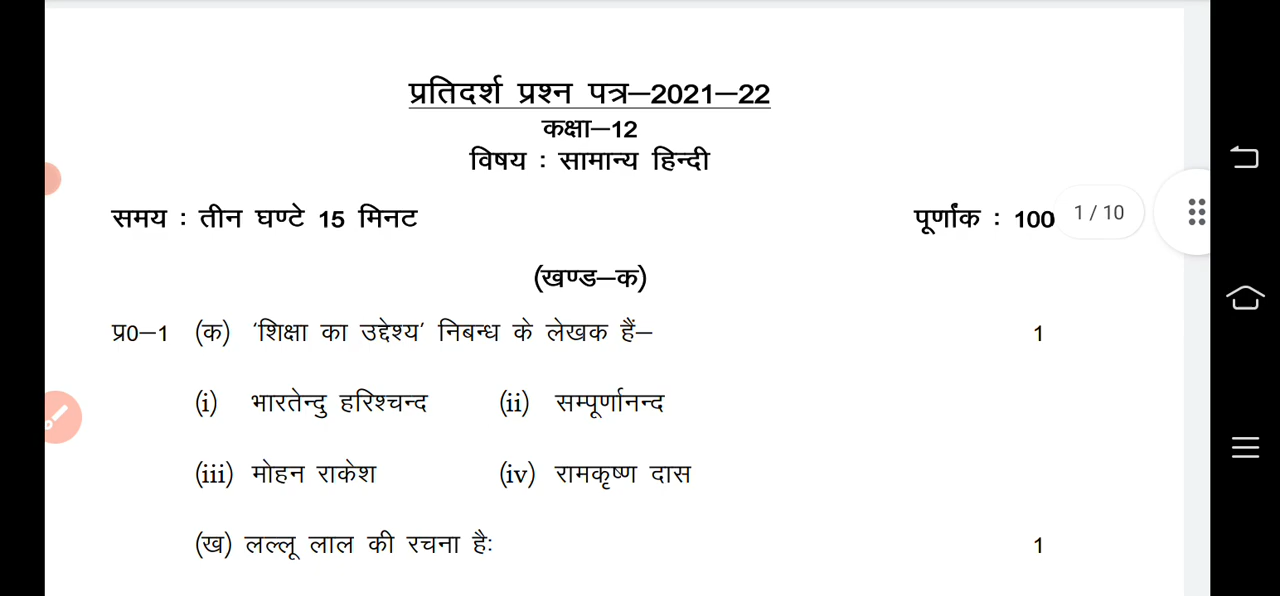 प्रतिदर्श प्रश्न पत्र—2021—22
कक्षा—12
विषय : सामान्य हिन्दी
समय : तीन घण्टे 15 मिनट पूर्णांक : 100 1 / 10
(खण्ड—क)
प्र0—1 (क) 'शिक्षा का उद्देश्य' निबन्ध के लेखक हैं— 1
(i) भारतेन्दु हरिश्चन्द (ii) सम्पूर्णानन्द
(iii) मोहन राकेश (iv) रामकृष्ण दास
(ख) लल्लू लाल की रचना है: 1